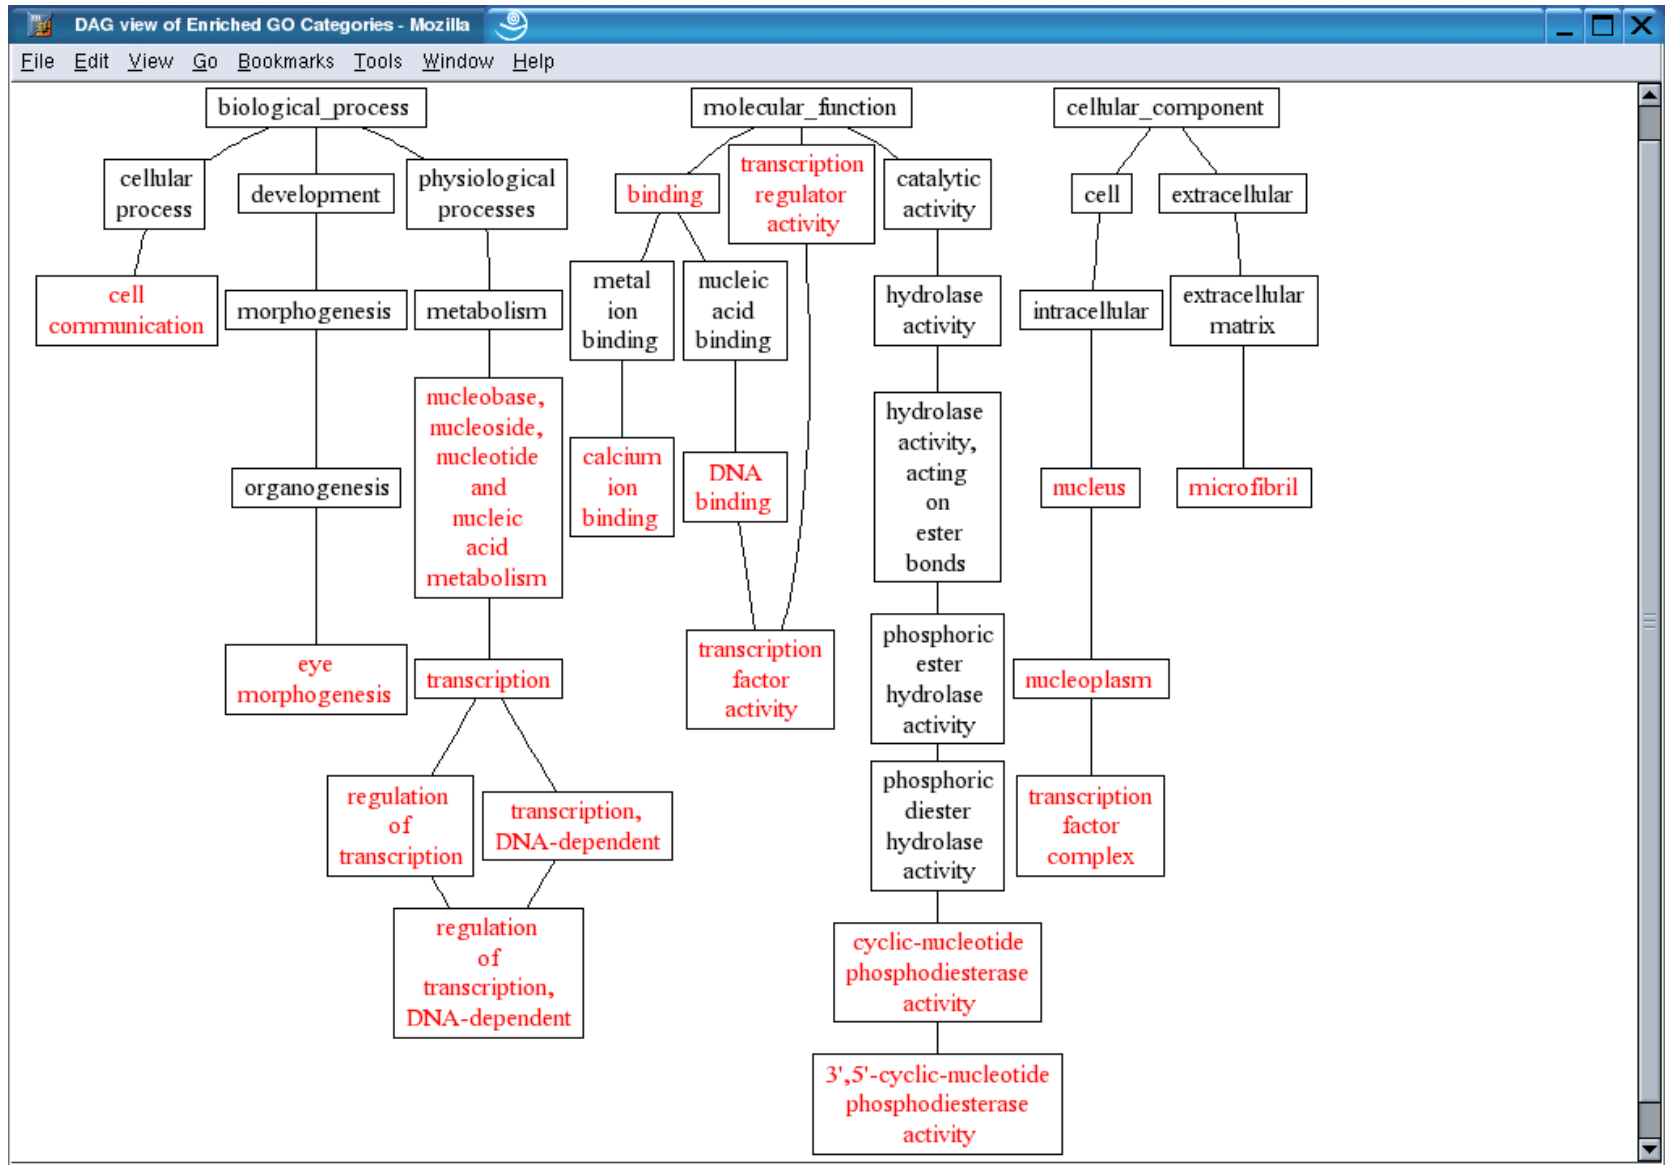 DAG view of Enriched GO Categories - Mozilla
File Edit View Go Bookmarks Tools Window Help
biological_process
cellular
process
cell
communication
development
morphogenesis
organogenesis
eye
morphogenesis
physiological
processes
metabolism
nucleobase,
nucleoside,
nucleotide
and
nucleic
acid
metabolism
transcription
regulation
of
transcription
transcription,
DNA-dependent
regulation
of
transcription,
DNA-dependent
molecular_function
binding
metal
ion
binding
calcium
ion
binding
nucleic
acid
binding
DNA
binding
transcription
regulator
activity
transcription
factor
activity
catalytic
activity
hydrolase
activity
hydrolase
activity,
acting
on
ester
bonds
phosphoric
ester
hydrolase
activity
phosphoric
diester
hydrolase
activity
cyclic-nucleotide
phosphodiesterase
activity
3',5'-cyclic-nucleotide
phosphodiesterase
activity
cellular_component
cell
intracellular
nucleus
nucleoplasm
transcription
factor
complex
extracellular
extracellular
matrix
microfibril